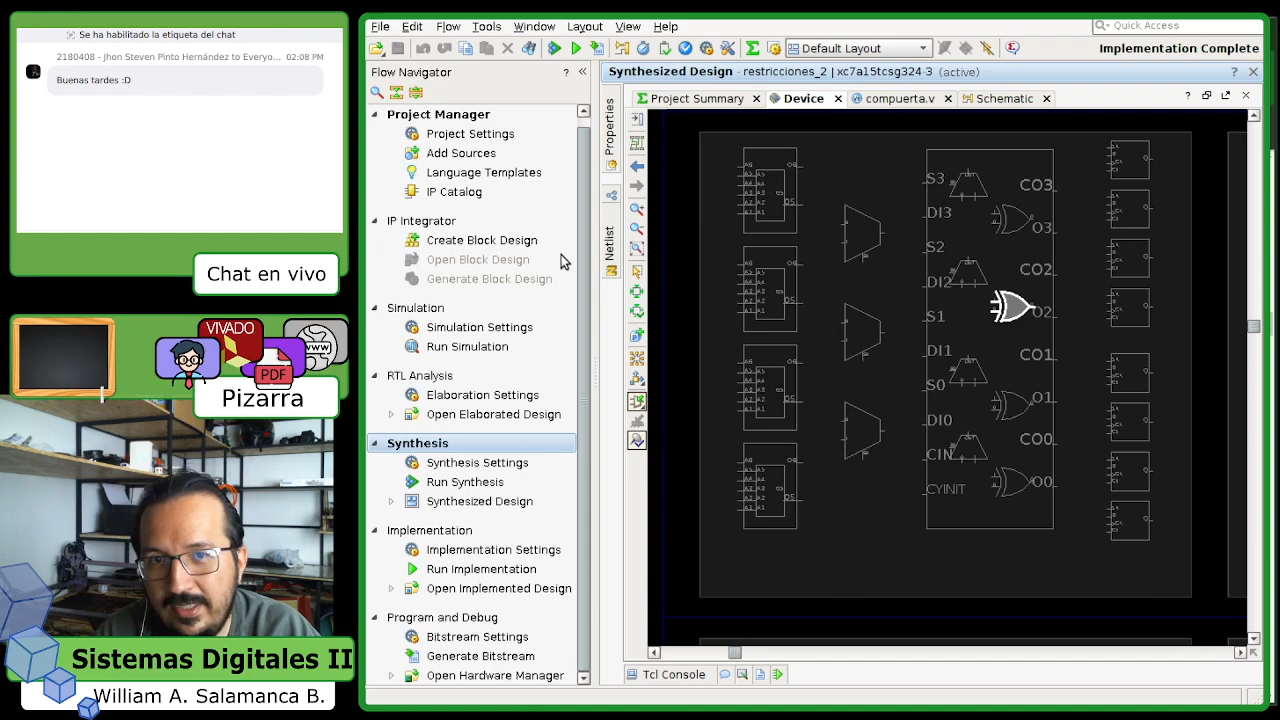 Se ha habilitado la etiqueta del chat
2180408 - Jhon Steven Pinto Hernández to Everyo... 02:08 PM
Buenas tardes :D
Chat en vivo
VIVADO
WWW
PDF
Pizarra
Sistemas Digitales II
William A. Salamanca B.
File Edit Flow Tools Window Layout View Help
Quick Access
Default Layout
Implementation Complete
Flow Navigator
? «
Project Manager
Project Settings
Add Sources
Language Templates
IP Catalog
IP Integrator
Create Block Design
Open Block Design
Generate Block Design
Simulation
Simulation Settings
Run Simulation
RTL Analysis
Elaboration Settings
Open Elaborated Design
Synthesis
Synthesis Settings
Run Synthesis
Synthesized Design
Implementation
Implementation Settings
Run Implementation
Open Implemented Design
Program and Debug
Bitstream Settings
Generate Bitstream
Open Hardware Manager
Synthesized Design - restricciones_2 | xc7a15tcsg324-3 (active)
Properties
Netlist
Project Summary
Device
compuerta.v
Schematic
S3
CO3
DI3
O3
S2
CO2
DI2
O2
S1
DI1
CO1
S0
O1
DI0
CO0
CIN
CYINIT
O0
Tcl Console